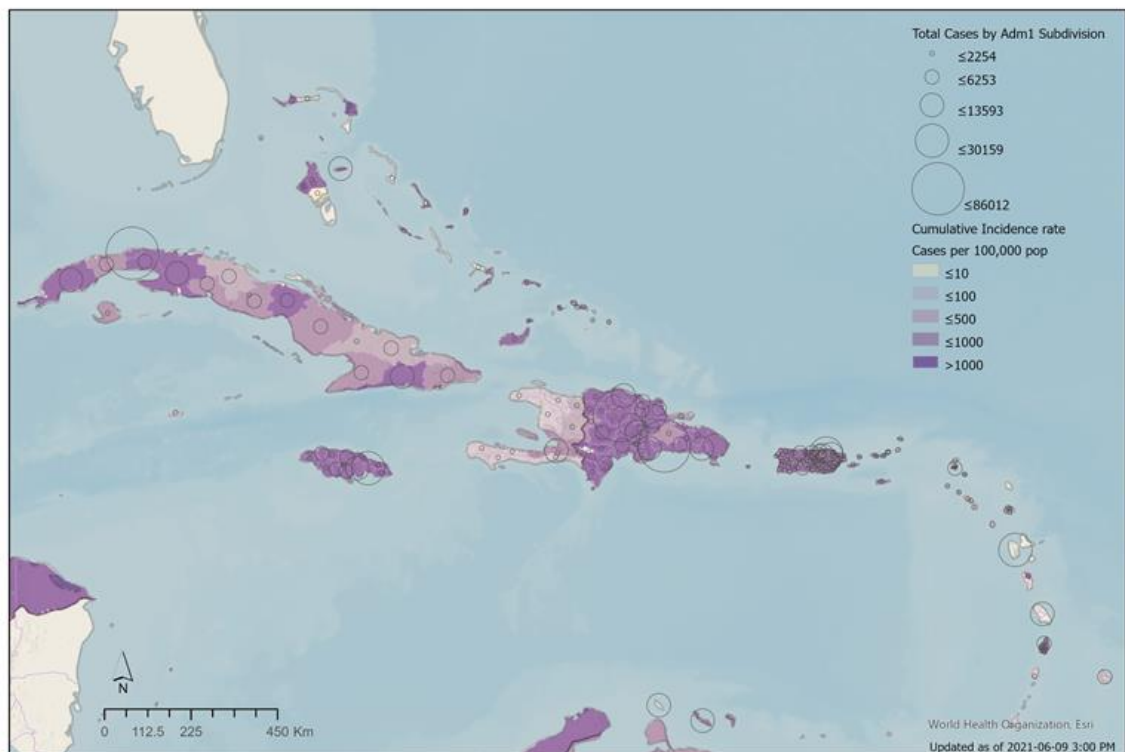 Total Cases by Adm1 Subdivision
≤2254
≤6253
≤13593
≤30159
≤86012
Cumulative Incidence rate
Cases per 100,000 pop
≤10
≤100
≤500
≤1000
>1000
N
0 112.5 225 450 Km
World Health Organization, Esri
Updated as of 2021-06-09 3:00 PM